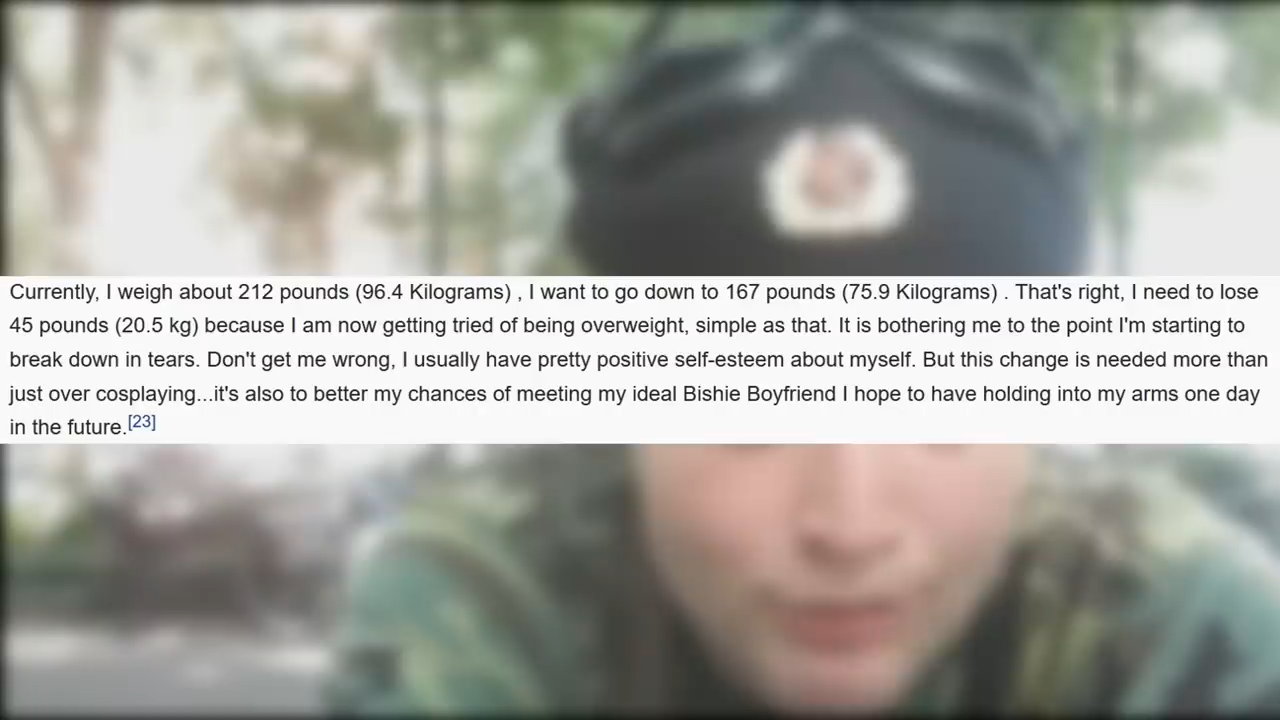 Currently, I weigh about 212 pounds (96.4 Kilograms) , I want to go down to 167 pounds (75.9 Kilograms) . That's right, I need to lose
45 pounds (20.5 kg) because I am now getting tried of being overweight, simple as that. It is bothering me to the point I'm starting to
break down in tears. Don't get me wrong, I usually have pretty positive self-esteem about myself. But this change is needed more than
just over cosplaying...it's also to better my chances of meeting my ideal Bishie Boyfriend I hope to have holding into my arms one day
in the future.[23]